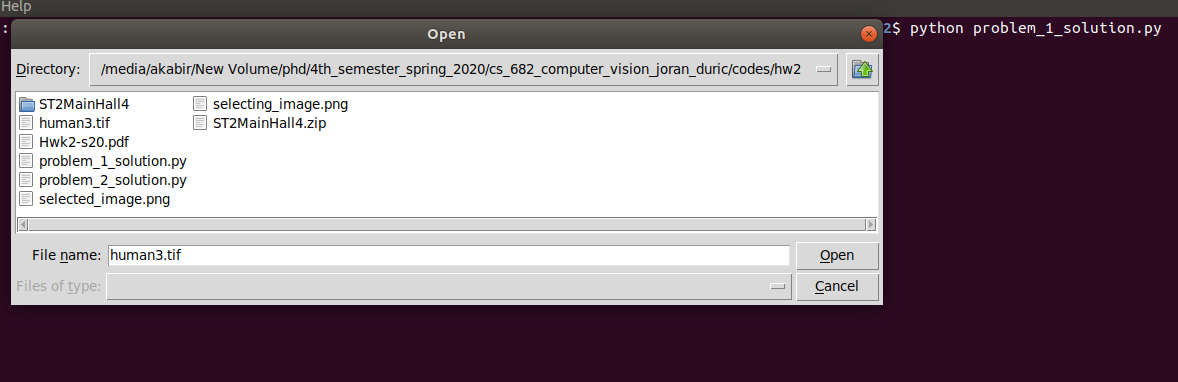 Help
: 2$ python problem_1_solution.py
Open
Directory: /media/akabir/New Volume/phd/4th_semester_spring_2020/cs_682_computer_vision_joran_duric/codes/hw2
ST2MainHall4 selecting_image.png
human3.tif ST2MainHall4.zip
Hwk2-s20.pdf
problem_1_solution.py
problem_2_solution.py
selected_image.png
File name: human3.tif Open
Files of type: Cancel